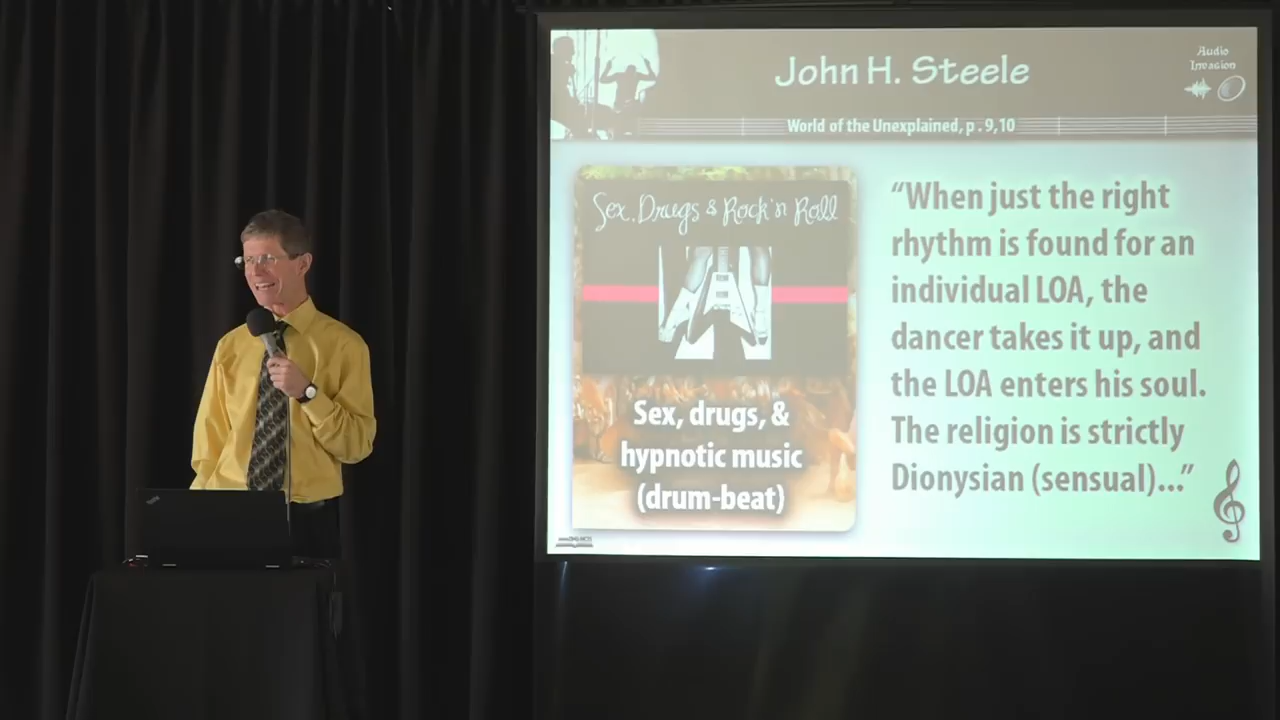 John H. Steele
Audio
Invasion
World of the Unexplained, p. 9,10
Sex, Drugs & Rock'n Roll
Sex, drugs, &
hypnotic music
(drum-beat)
“When just the right
rhythm is found for an
individual LOA, the
dancer takes it up, and
the LOA enters his soul.
The religion is strictly
Dionysian (sensual)...”